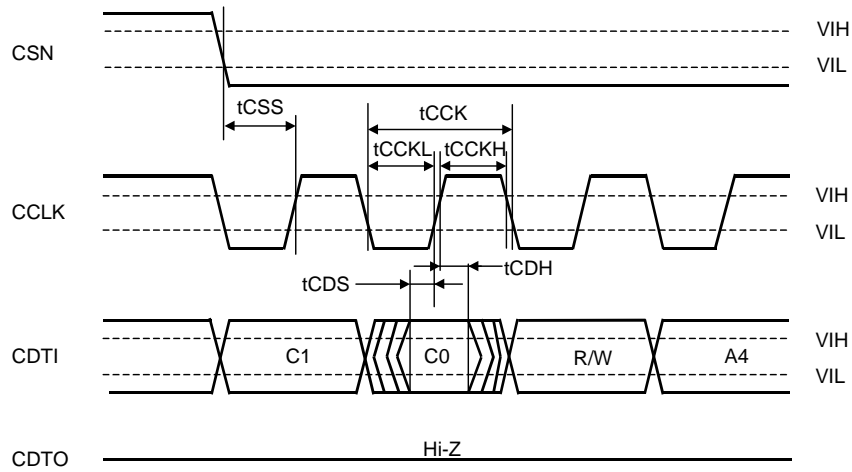 VIH
CSN
VIL
tCSS
tCCK
tCCKL
tCCKH
VIH
CCLK
VIL
tCDS
tCDH
VIH
CDTI
C1
C0
R/W
A4
VIL
Hi-Z
CDTO